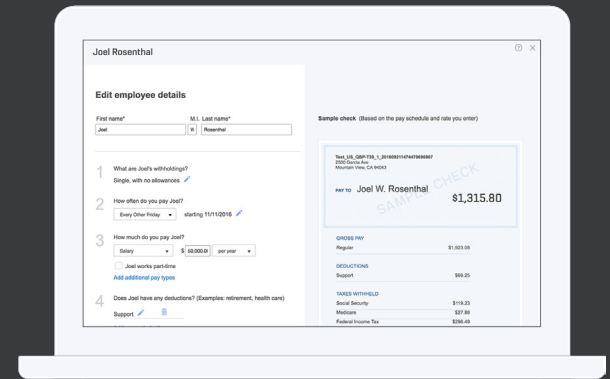 Joel Rosenthal
Edit employee details
First name* M.I. Last name*
Joel W. Rosenthal
1 What are Joel's withholdings?
Single, with no allowances
2 How often do you pay Joel?
Every Other Friday starting 11/11/2016
3 How much do you pay Joel?
Salary $ 50,000.00 per year
Joel works part-time
Add additional pay types
4 Does Joel have any deductions? (Examples: retirement, health care)
Support
Sample check (Based on the pay schedule and rate you enter)
2500 Garcia Ave
Mountain View, CA 94043
PAY TO Joel W. Rosenthal
$1,315.80
SAMPLE CHECK
GROSS PAY
Regular $1,923.08
DEDUCTIONS
Support
TAXES WITHHELD
Social Security $119.23
Medicare $27.88
Federal Income Tax